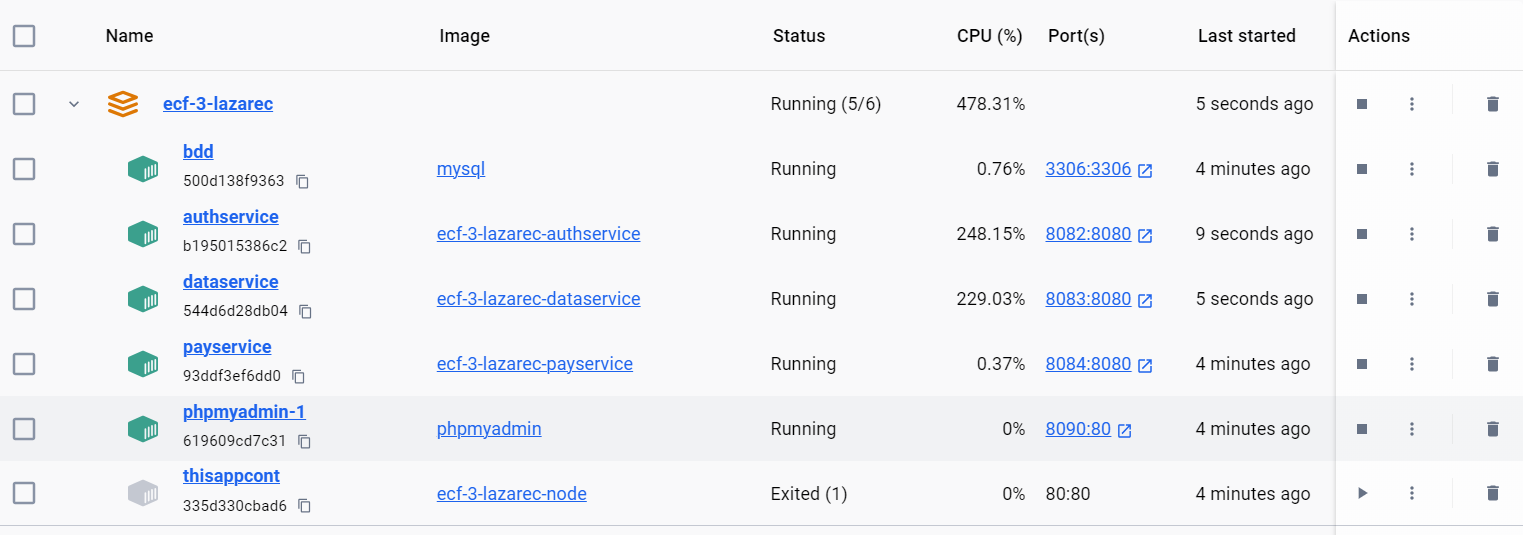 Name Image Status CPU (%) Port(s) Last started Actions
ecf-3-lazarec Running (5/6) 478.31% 5 seconds ago
bdd
500d138f9363 mysql Running 0.76% 3306:3306 4 minutes ago
authservice
b195015386c2 ecf-3-lazarec-authservice Running 248.15% 8082:8080 9 seconds ago
dataservice
544d6d28db04 ecf-3-lazarec-dataservice Running 229.03% 8083:8080 5 seconds ago
payservice
93ddf3ef6dd0 ecf-3-lazarec-payservice Running 0.37% 8084:8080 4 minutes ago
phpmyadmin-1
619609cd7c31 phpmyadmin Running 0% 8090:80 4 minutes ago
thisappcont
335d330cbad6 ecf-3-lazarec-node Exited (1) 0% 80:80 4 minutes ago